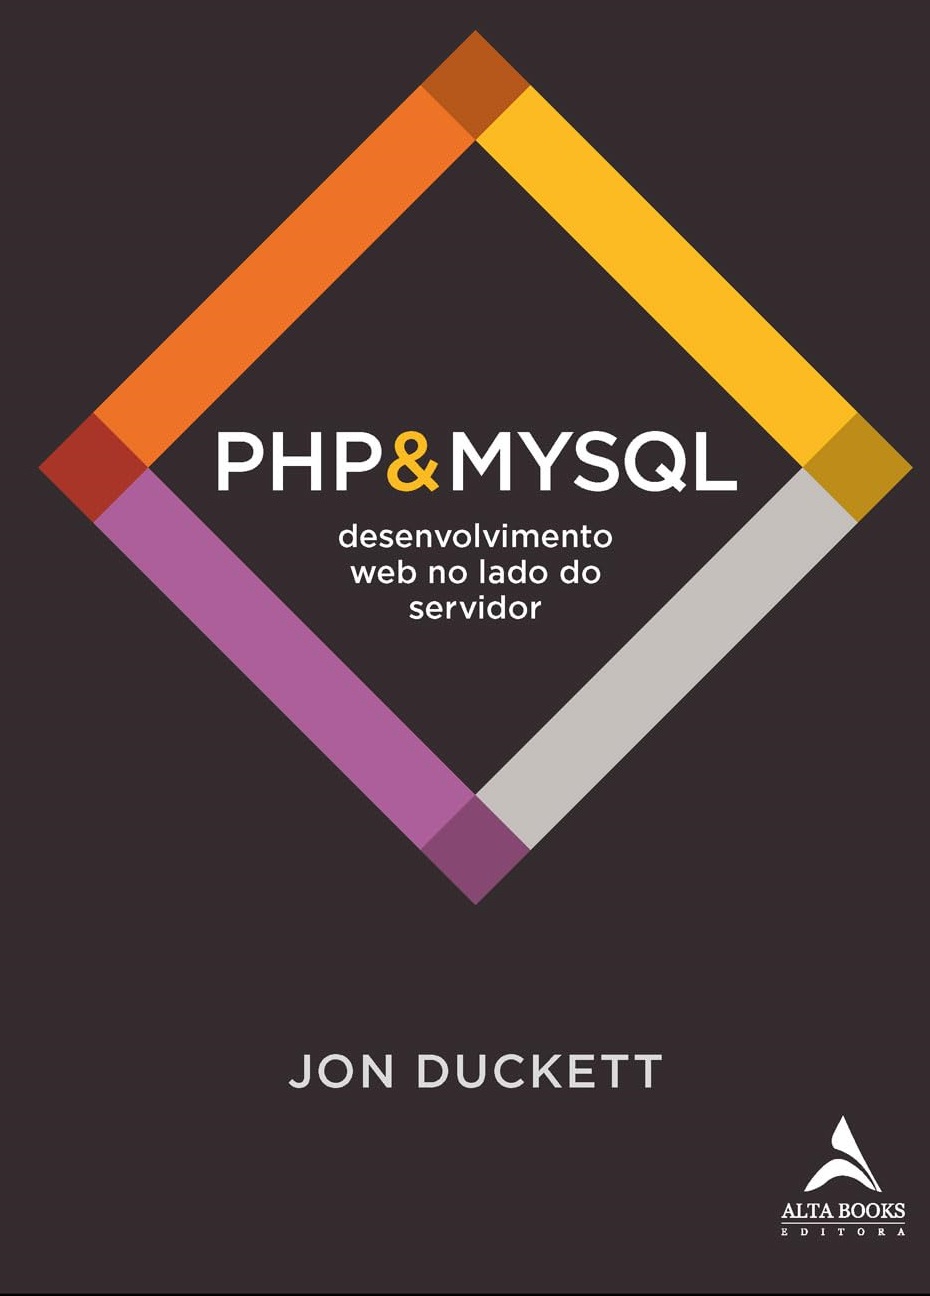 PHP&MYSQL
desenvolvimento
web no lado do
servidor
JON DUCKETT
ALTA BOOKS
EDITORA